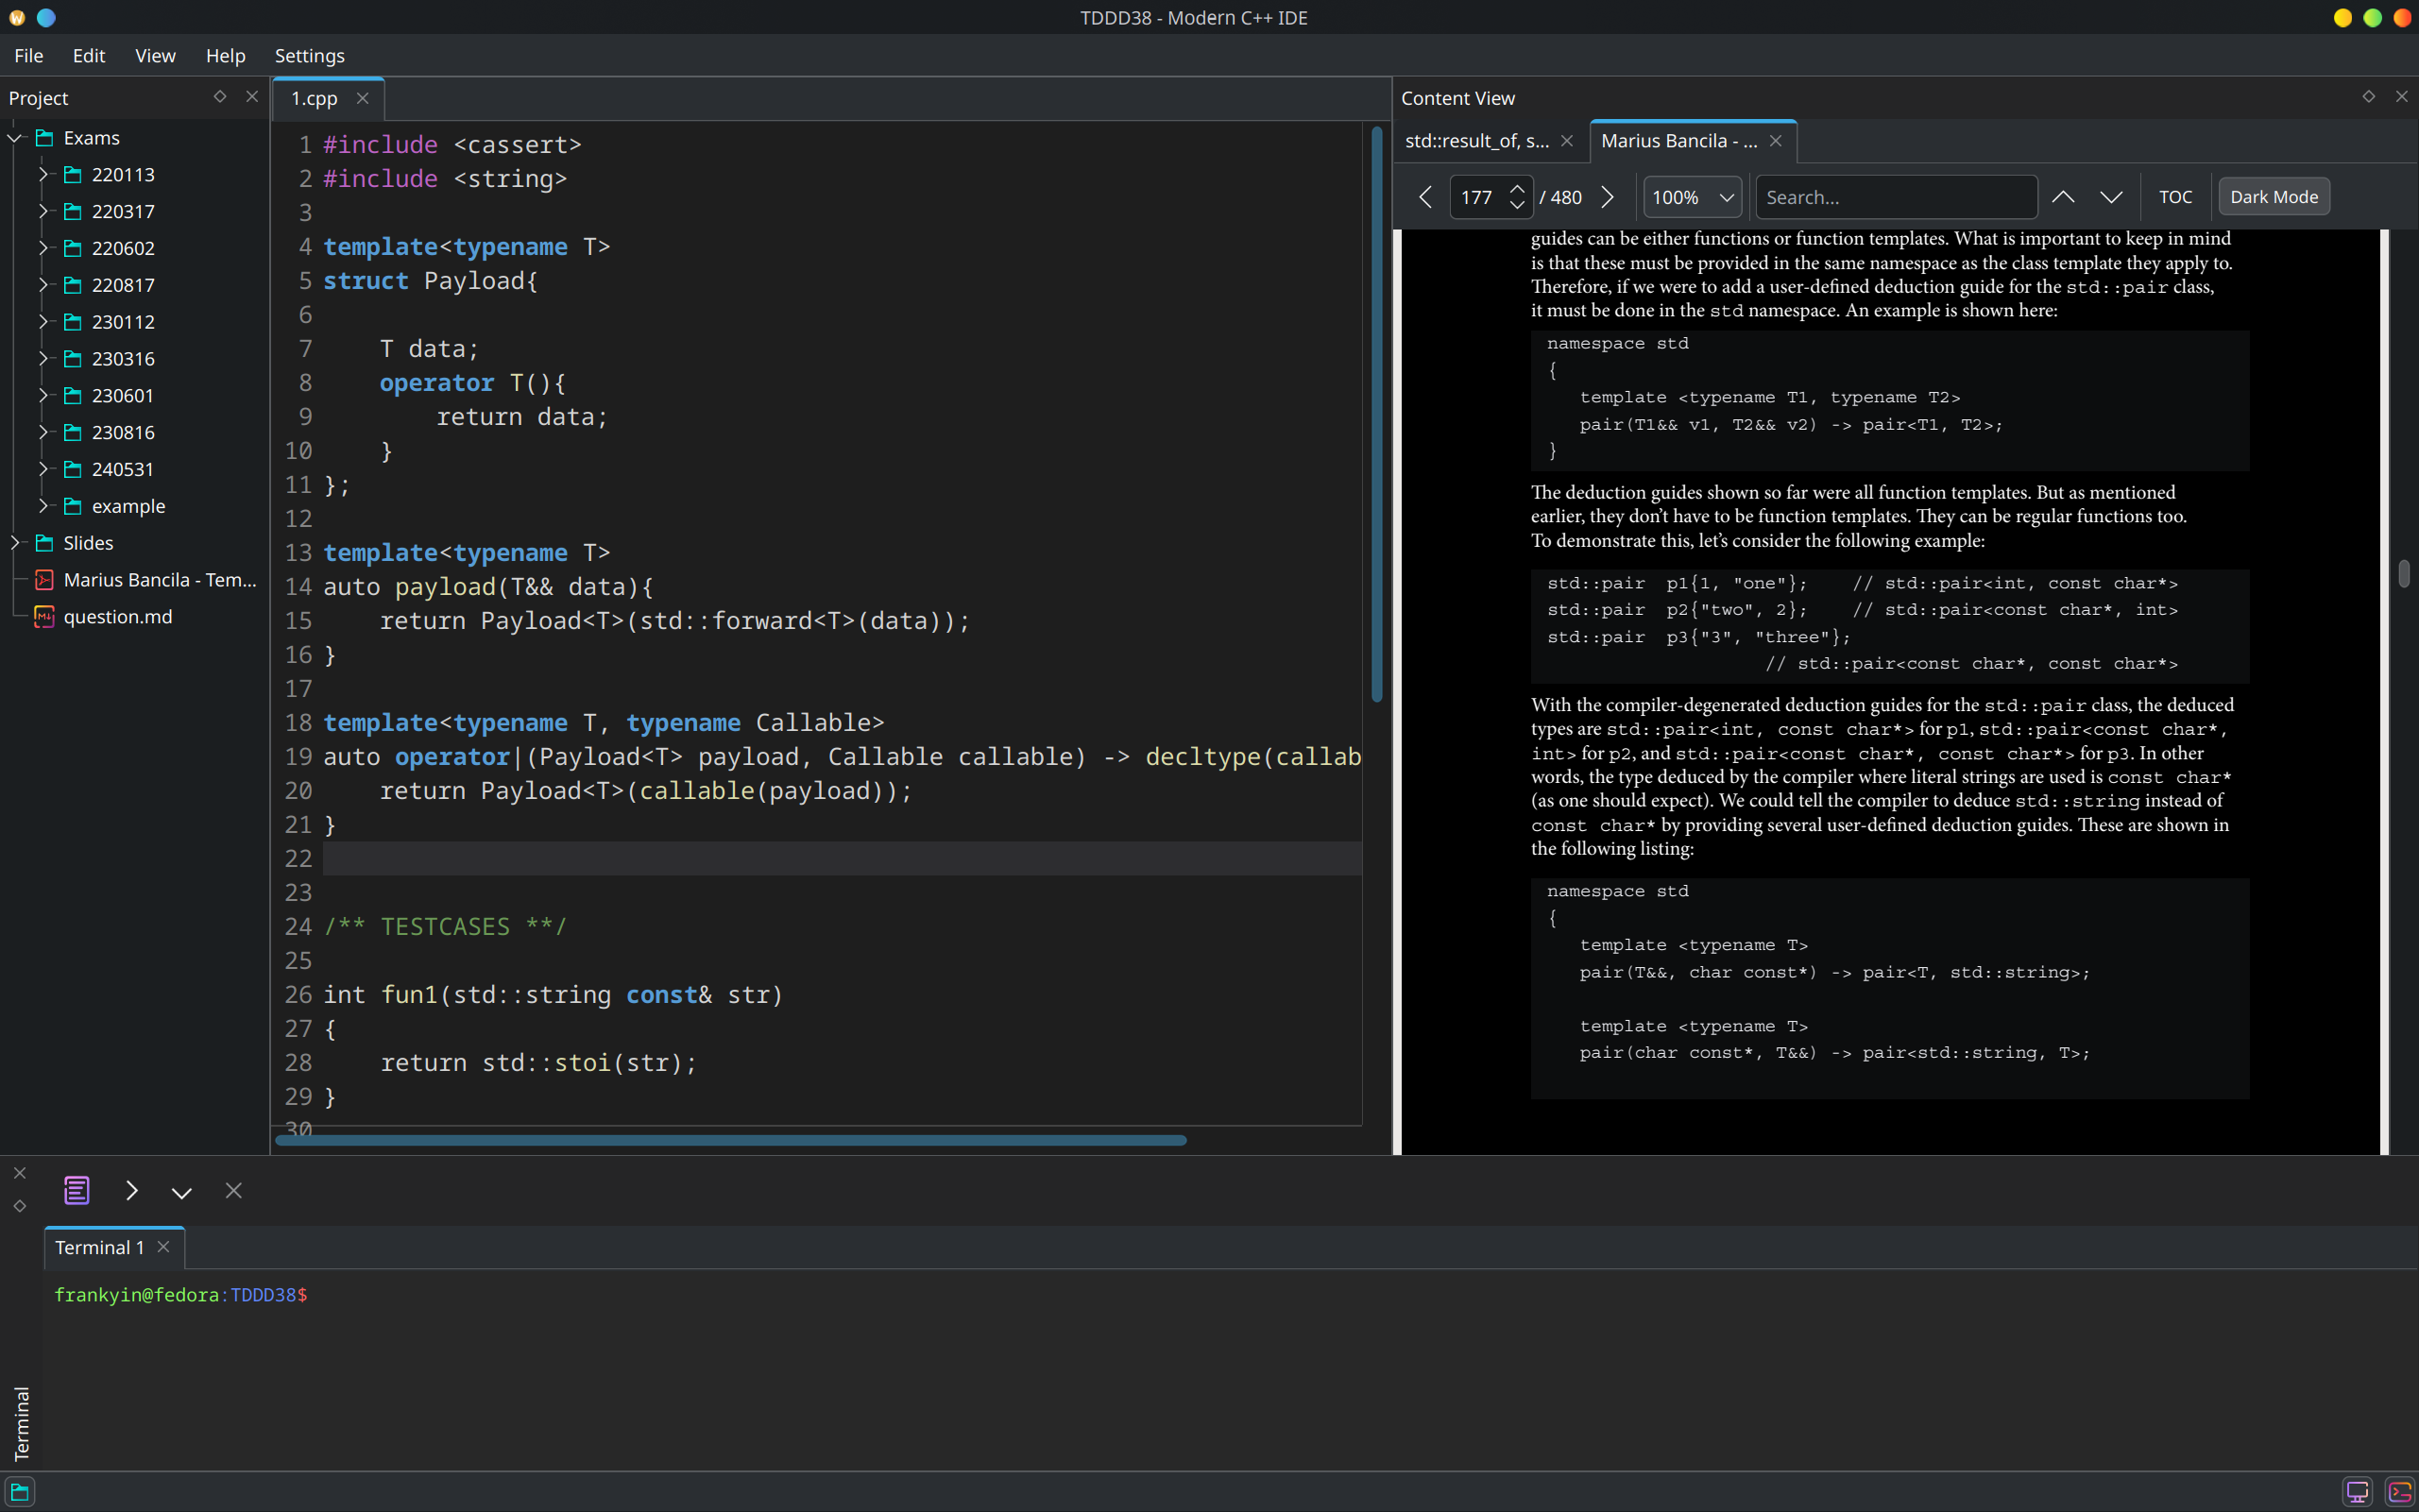 TDDD38 - Modern C++ IDE
File Edit View Help Settings
Project
Exams
220113
220317
220602
220817
230112
230316
230601
230816
240531
example
Slides
Marius Bancila - Tem...
question.md
1.cpp
1 #include <cassert>
2 #include <string>
3
4 template<typename T>
5 struct Payload{
6
7     T data;
8     operator T(){
9         return data;
10     }
11 };
12
13 template<typename T>
14 auto payload(T&& data){
15     return Payload<T>(std::forward<T>(data));
16 }
17
18 template<typename T, typename Callable>
19 auto operator|(Payload<T> payload, Callable callable) -> decltype(callab
20     return Payload<T>(callable(payload));
21 }
22
23
24 /** TESTCASES **/
25
26 int fun1(std::string const& str)
27 {
28     return std::stoi(str);
29 }
30
Content View
std::result_of, s... Marius Bancila - ...
177 / 480 100% Search... TOC Dark Mode
guides can be either functions or function templates. What is important to keep in mind
is that these must be provided in the same namespace as the class template they apply to.
Therefore, if we were to add a user-defined deduction guide for the std::pair class,
it must be done in the std namespace. An example is shown here:
namespace std
{
   template <typename T1, typename T2>
   pair(T1&& v1, T2&& v2) -> pair<T1, T2>;
}
The deduction guides shown so far were all function templates. But as mentioned
earlier, they don't have to be function templates. They can be regular functions too.
To demonstrate this, let's consider the following example:
std::pair  p1{1, "one"};    // std::pair<int, const char*>
std::pair  p2{"two", 2};    // std::pair<const char*, int>
std::pair  p3{"3", "three"};
// std::pair<const char*, const char*>
With the compiler-degenerated deduction guides for the std::pair class, the deduced
types are std::pair<int, const char*> for p1, std::pair<const char*,
int> for p2, and std::pair<const char*, const char*> for p3. In other
words, the type deduced by the compiler where literal strings are used is const char*
(as one should expect). We could tell the compiler to deduce std::string instead of
const char* by providing several user-defined deduction guides. These are shown in
the following listing:
namespace std
{
   template <typename T>
   pair(T&&, char const*) -> pair<T, std::string>;

   template <typename T>
   pair(char const*, T&&) -> pair<std::string, T>;
Terminal 1
frankyin@fedora:TDDD38$
Terminal